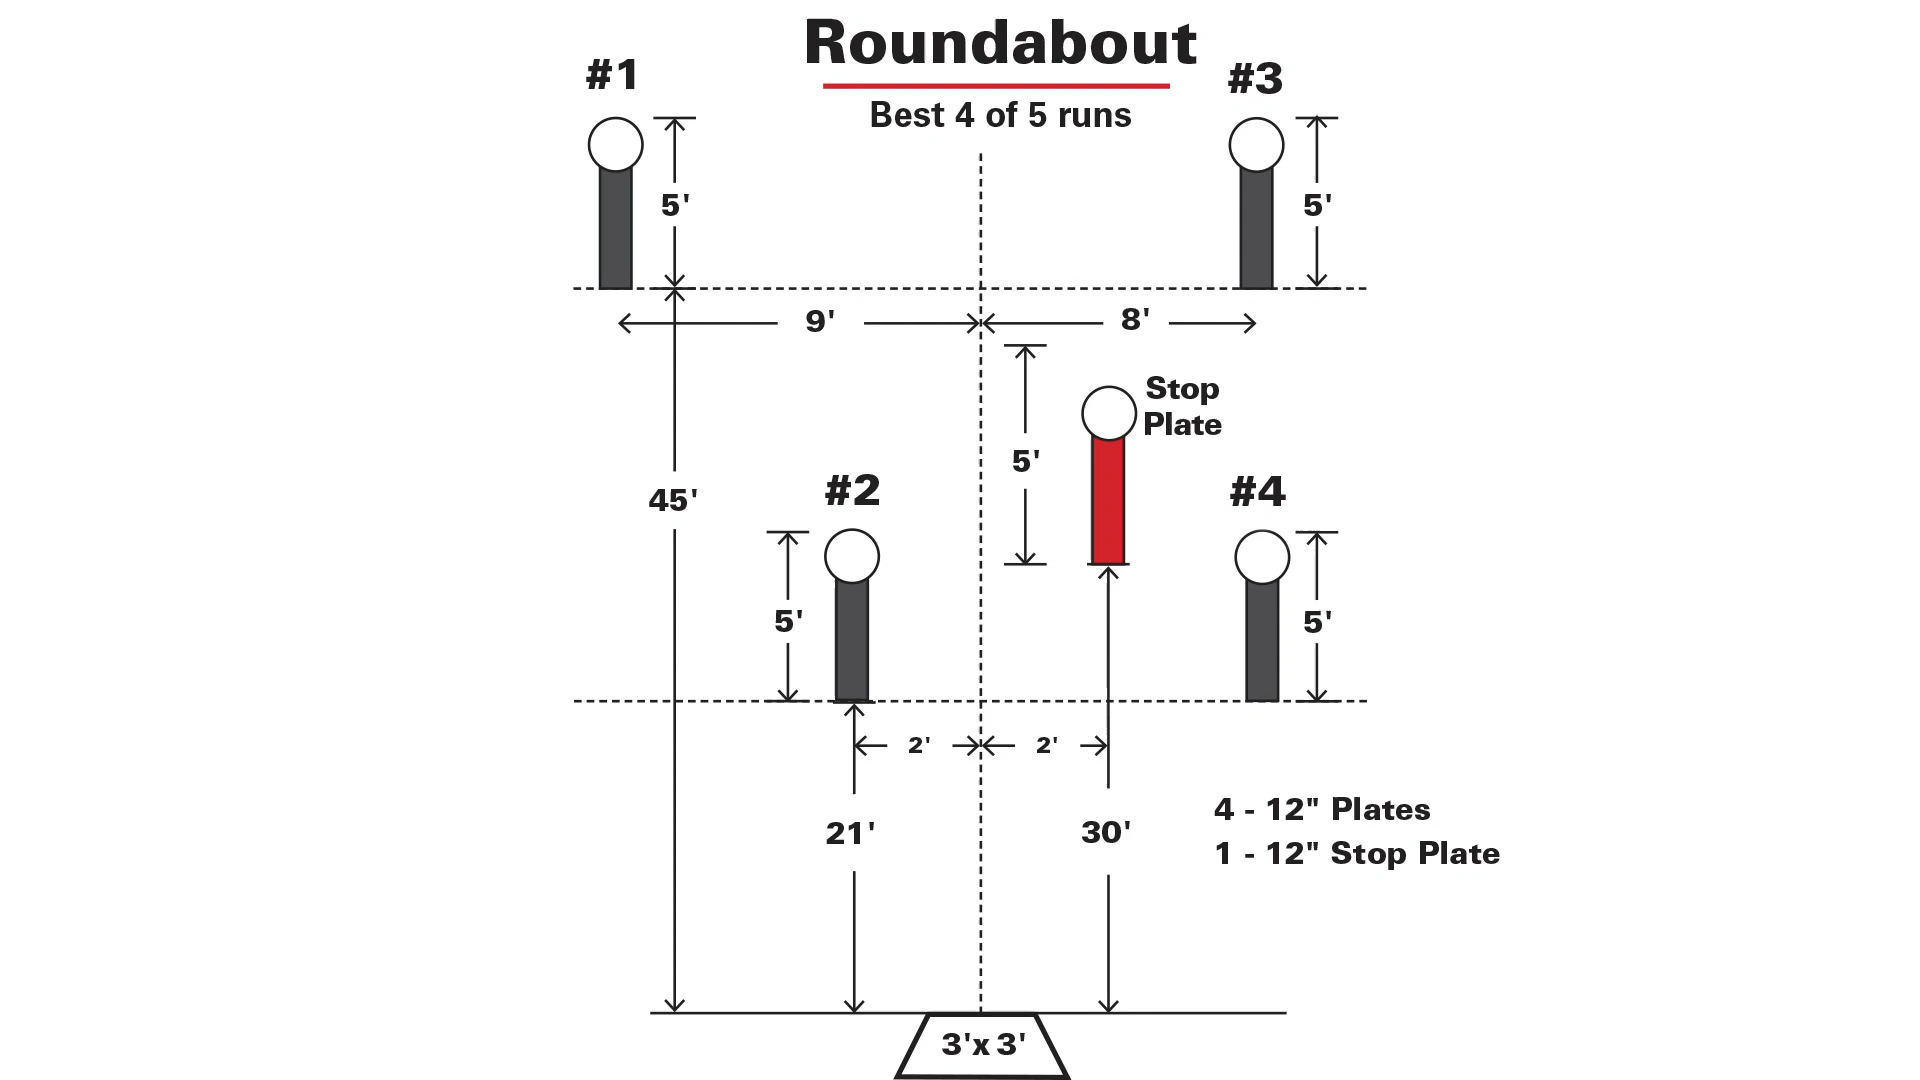 Roundabout
Best 4 of 5 runs
#1
#3
5'
5'
9'
8'
Stop
Plate
5'
45'
#2
#4
5'
5'
2'
2'
21'
30'
4 - 12" Plates
1 - 12" Stop Plate
3'x 3'